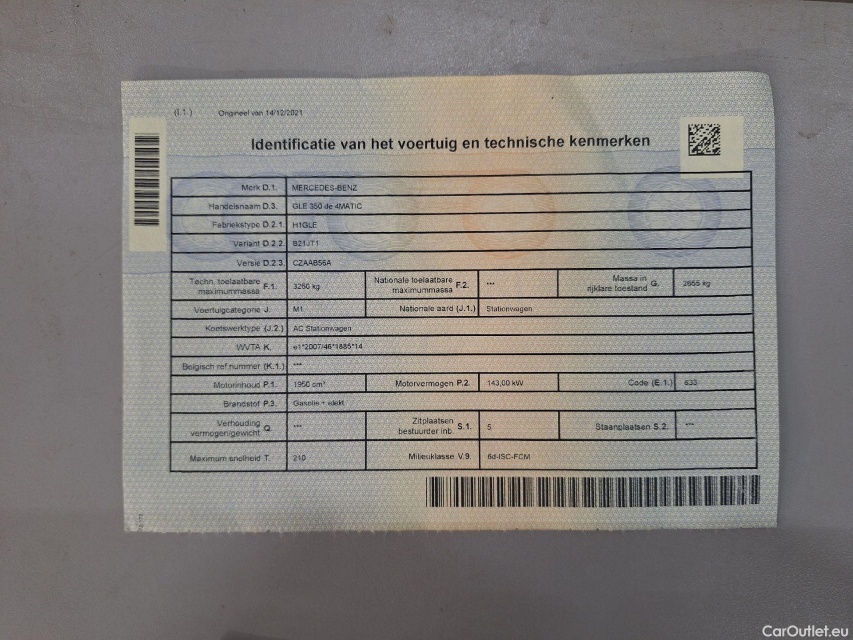 (I.1.) Origineel van 14/12/2021
Identificatie van het voertuig en technische kenmerken
Merk D.1. MERCEDES-BENZ
Handelsnaam D.3. GLE 350 de 4MATIC
Fabriekstype D.2.1. H1GLE
Variant D.2.2. B21JT1
Versie D.2.3. CZAAB56A
Techn. toelaatbare maximummassa F.1. 3260 kg Nationale toelaatbare maximummassa F.2. *** Massa in rijklare toestand G. 2655 kg
Voertuigcategorie J. M1 Nationale aard (J.1.) Stationwagen
Koetswerktype (J.2.) AC Stationwagen
WVTA K. e1*2007/46*1885*14
Belgisch ref.nummer (K.1.) ***
Motorinhoud P.1. 1950 cm³ Motorvermogen P.2. 143,00 kW Code (E.1.) 633
Brandstof P.3. Gasolie + elekt.
Verhouding vermogen/gewicht Q. *** Zitplaatsen bestuurder inb. S.1. 5 Staanplaatsen S.2. ***
Maximum snelheid T. 210 Milieuklasse V.9. 6d-ISC-FCM
CarOutlet.eu